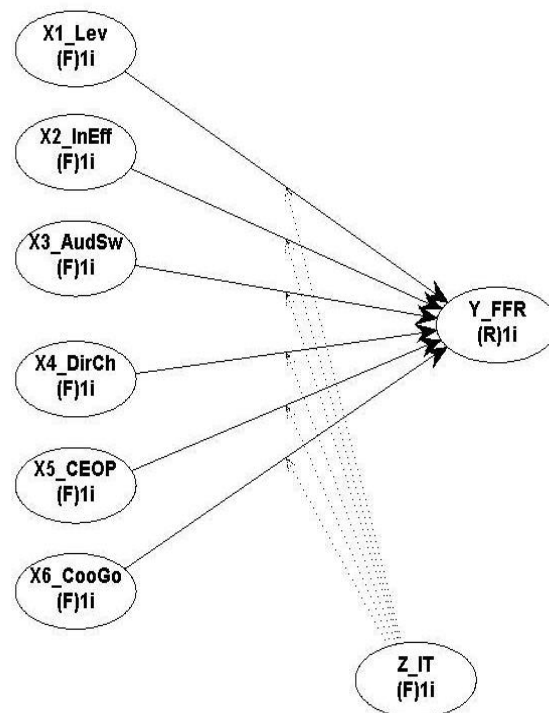 X1_Lev
(F)1i
X2_InEff
(F)1i
X3_AudSw
(F)1i
Y_FFR
(R)1i
X4_DirCh
(F)1i
X5_CEOP
(F)1i
X6_CooGo
(F)1i
Z_IT
(F)1i